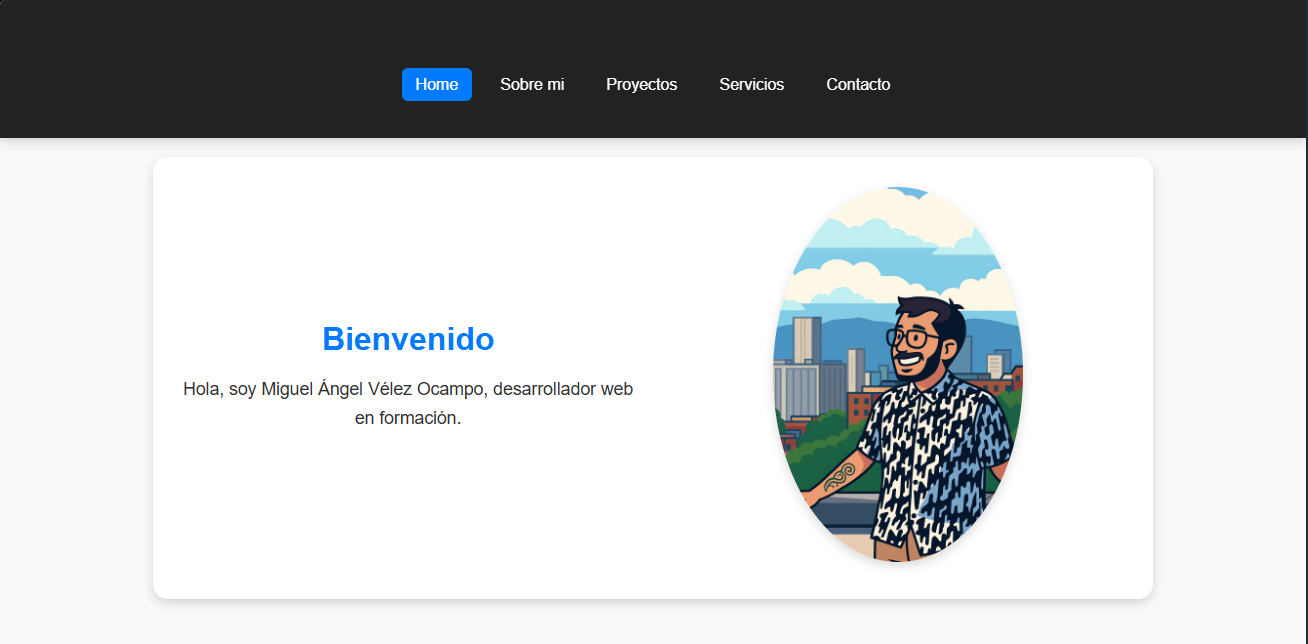 Home Sobre mi Proyectos Servicios Contacto
Bienvenido
Hola, soy Miguel Ángel Vélez Ocampo, desarrollador web
en formación.